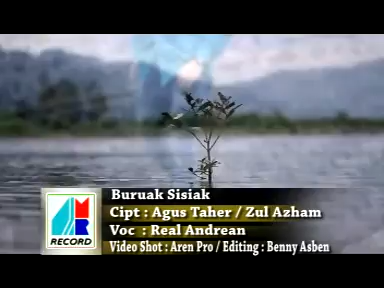 Buruak Sisiak
Cipt : Agus Taher / Zul Azham
Voc : Real Andrean
Video Shot : Aren Pro / Editing : Benny Asben
RECORD